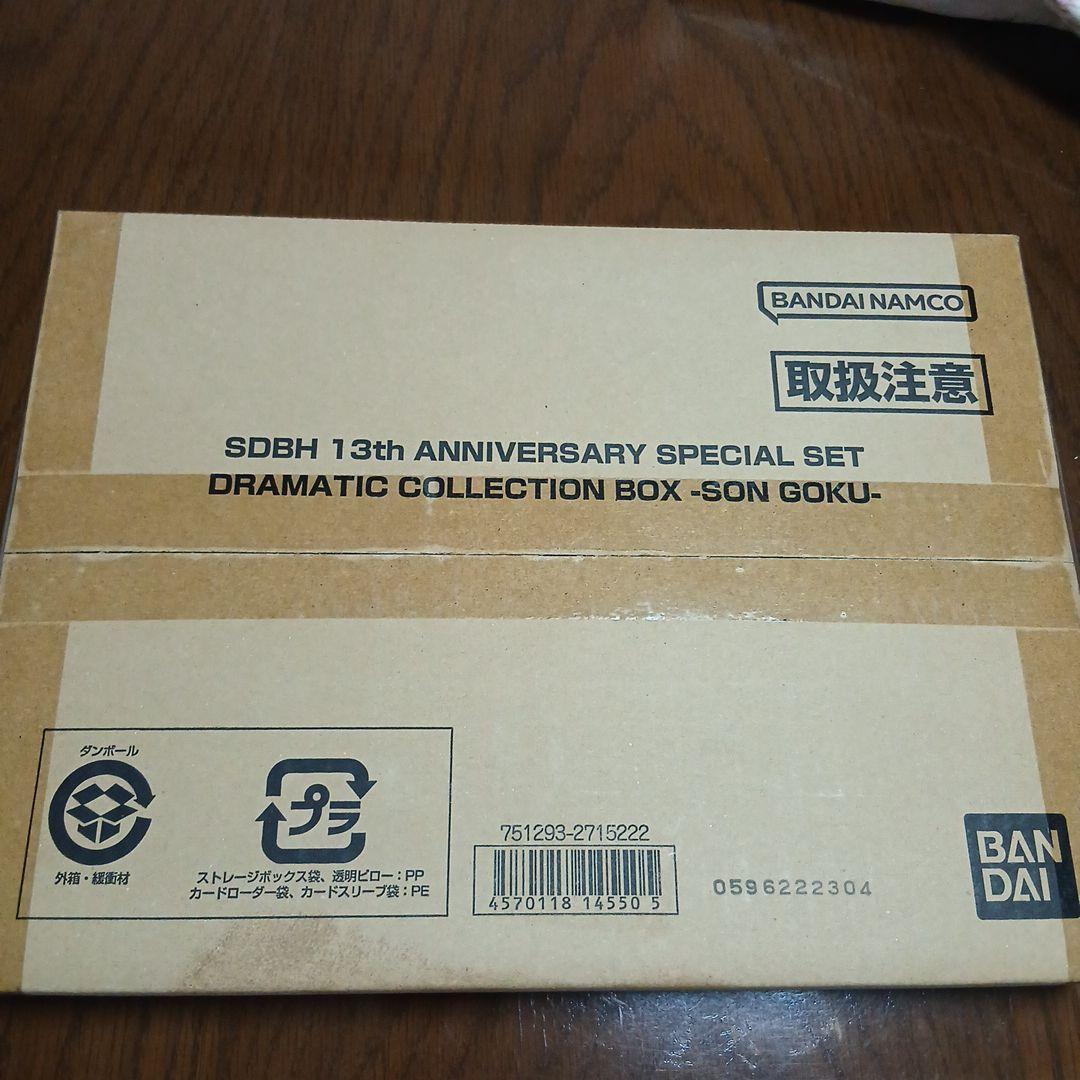 BANDAI NAMCO
取扱注意
SDBH 13th ANNIVERSARY SPECIAL SET
DRAMATIC COLLECTION BOX -SON GOKU-
ダンボール
プラ
外箱・緩衝材
ストレージボックス袋、透明ピロー:PP
カードローダー袋、カードスリーブ袋:PE
751293-2715222
4570118 14550 5
0596222304
BAN
DAI